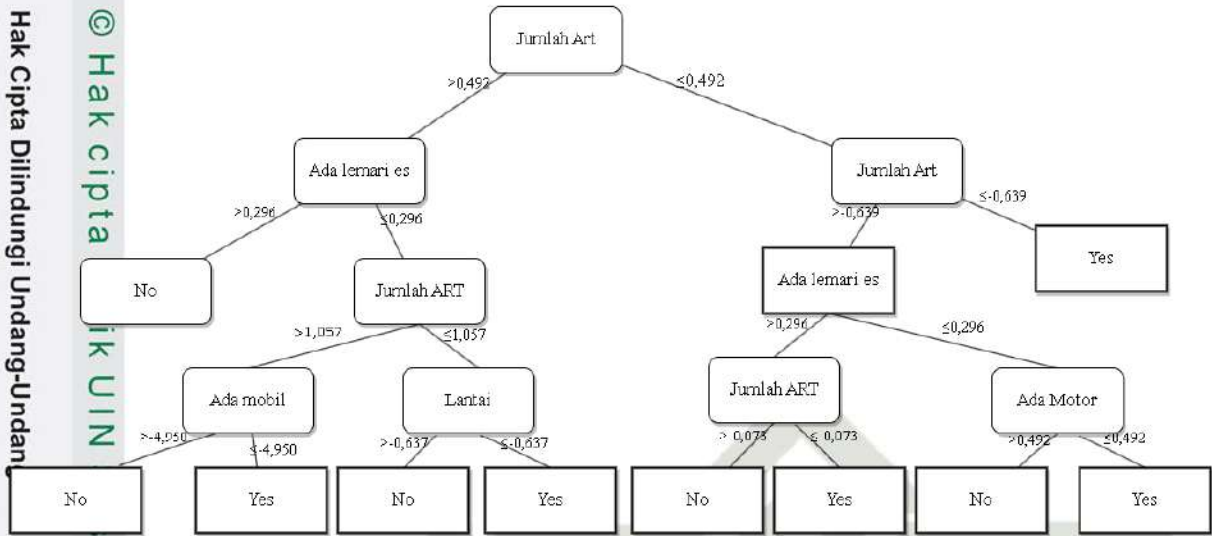 Hak Cipta Dilindungi Undang-Undang
© Hak cipta
ik UIN
Jumlah Art
>0,492
≤0,492
Ada lemari es
Jumlah Art
>0,296
≤0,296
>-0,639
≤-0,639
No
Jumlah ART
Ada lemari es
Yes
>1,057
≤1,057
>0,296
≤0,296
Ada mobil
Lantai
Jumlah ART
Ada Motor
>-4,950
≤-4,950
>-0,637
≤-0,637
> 0,073
≤ 0,073
>0,492
≤0,492
No
Yes
No
Yes
No
Yes
No
Yes